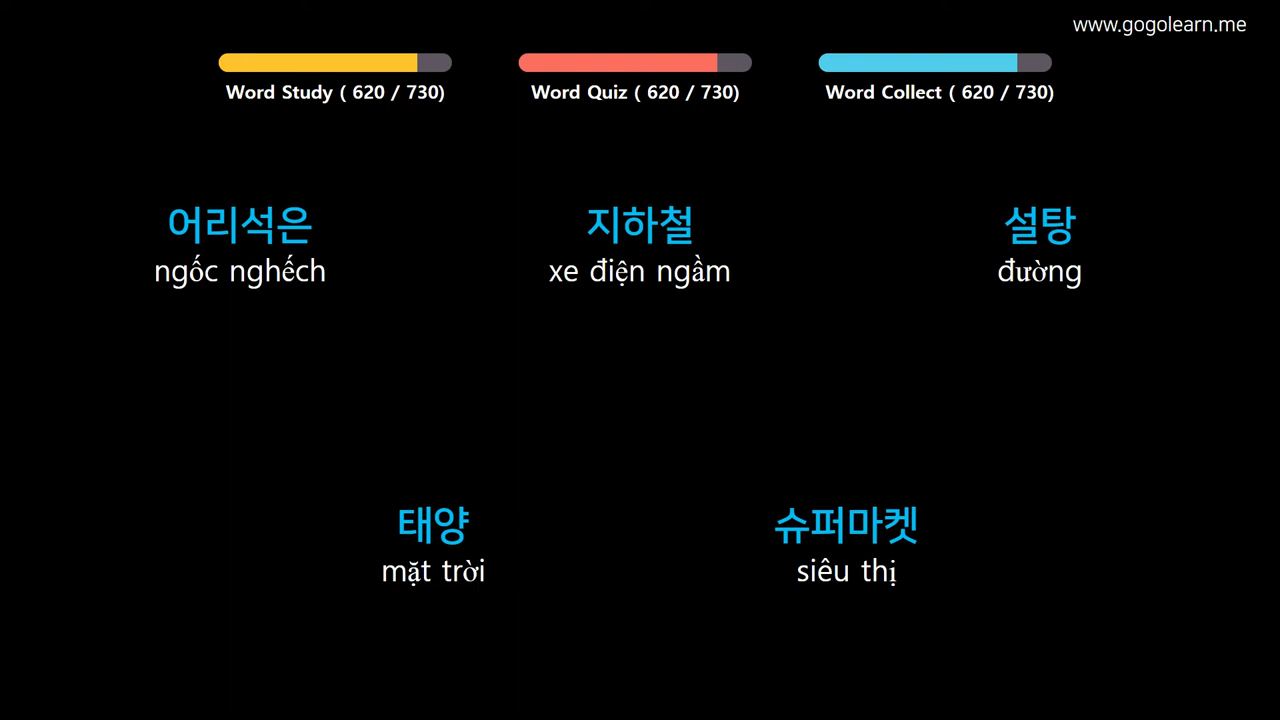 www.gogolearn.me
Word Study ( 620 / 730)
Word Quiz ( 620 / 730)
Word Collect ( 620 / 730)
어리석은
ngốc nghếch
지하철
xe điện ngầm
설탕
đường
태양
mặt trời
슈퍼마켓
siêu thị